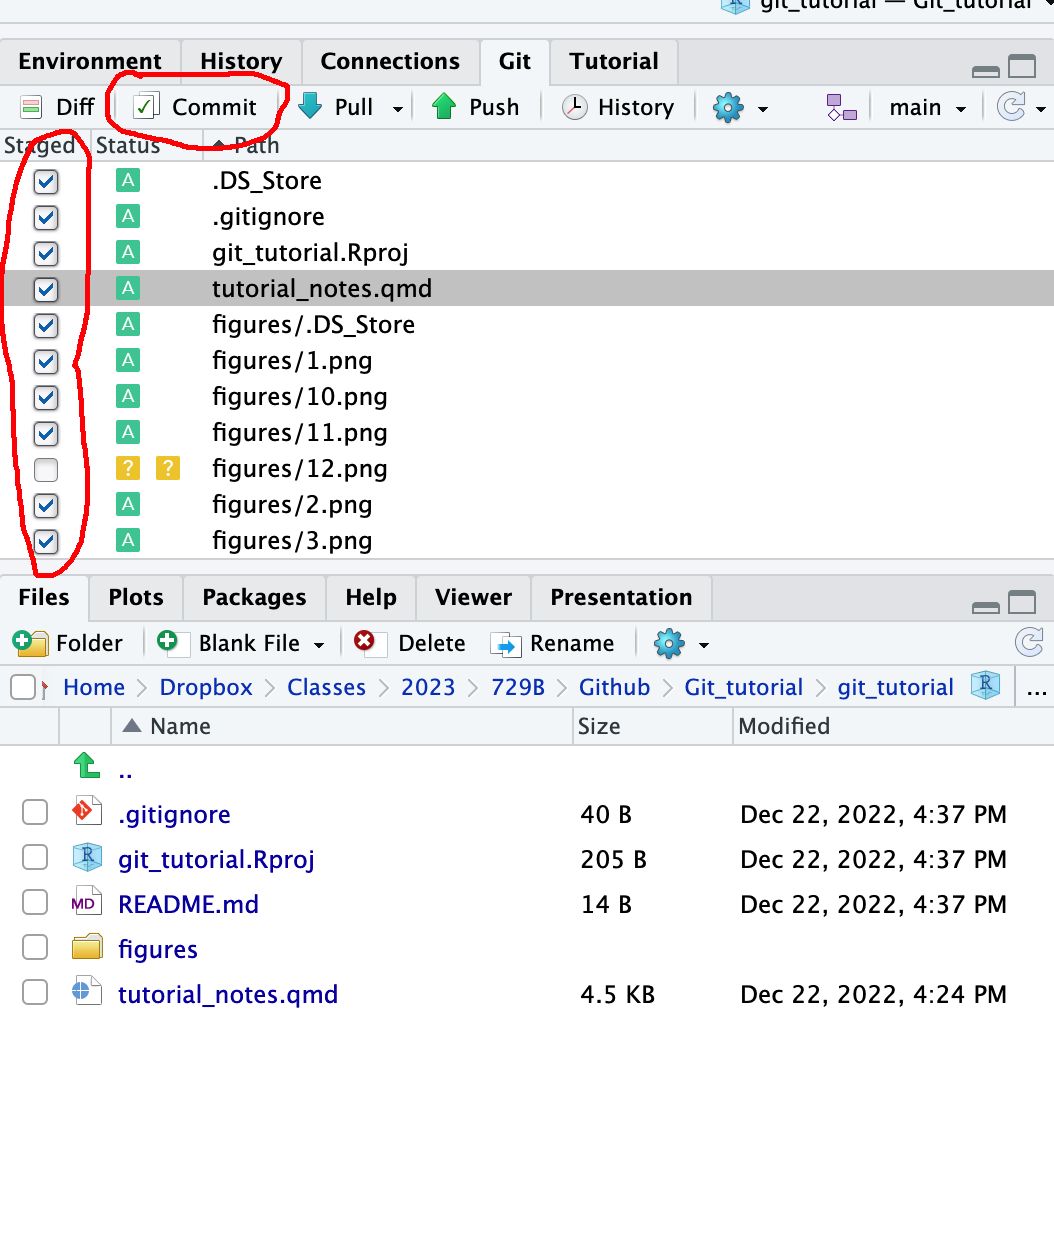 git_tutorial — Git_tutorial
Environment History Connections Git Tutorial
Diff Commit Pull Push History main
Staged Status Path
A .DS_Store
A .gitignore
A git_tutorial.Rproj
A tutorial_notes.qmd
A figures/.DS_Store
A figures/1.png
A figures/10.png
A figures/11.png
? ? figures/12.png
A figures/2.png
A figures/3.png
Files Plots Packages Help Viewer Presentation
Folder Blank File Delete Rename
Home Dropbox Classes 2023 729B Github Git_tutorial git_tutorial R ...
Name Size Modified
..
.gitignore 40 B Dec 22, 2022, 4:37 PM
R git_tutorial.Rproj 205 B Dec 22, 2022, 4:37 PM
MD README.md 14 B Dec 22, 2022, 4:37 PM
figures
tutorial_notes.qmd 4.5 KB Dec 22, 2022, 4:24 PM